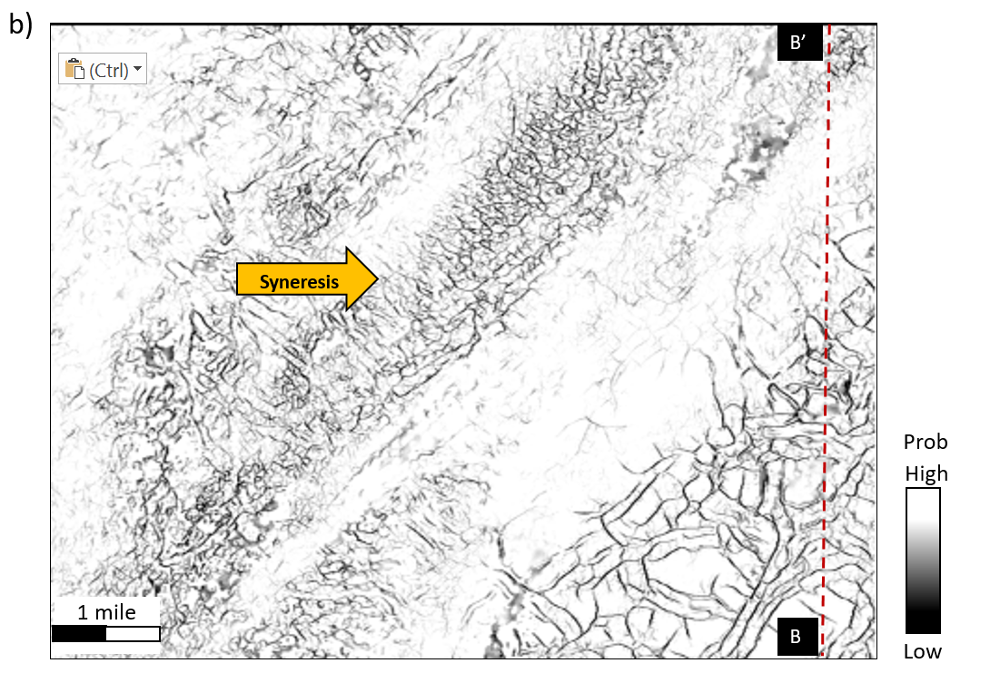 b)
B’
(Ctrl)
Syneresis
Prob
High
1 mile
B
Low